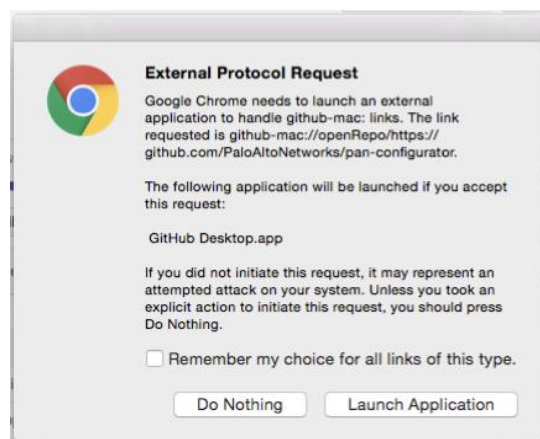 External Protocol Request
Google Chrome needs to launch an external
application to handle github-mac: links. The link
requested is github-mac://openRepo/https://
github.com/PaloAltoNetworks/pan-configurator.
The following application will be launched if you accept
this request:
GitHub Desktop.app
If you did not initiate this request, it may represent an
attempted attack on your system. Unless you took an
explicit action to initiate this request, you should press
Do Nothing.
Remember my choice for all links of this type.
Do Nothing
Launch Application